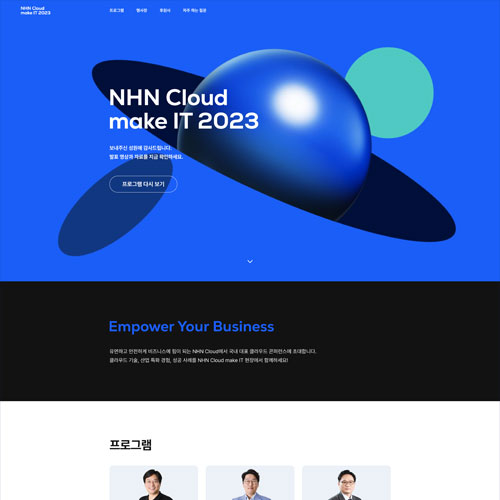 NHN Cloud
make IT 2023
프로그램 행사장 후원사 자주 하는 질문
NHN Cloud
make IT 2023
보내주신 성원에 감사드립니다.
발표 영상과 자료를 지금 확인하세요.
프로그램 다시 보기
Empower Your Business
유연하고 안전하게 비즈니스에 힘이 되는 NHN Cloud에서 국내 대표 클라우드 콘퍼런스에 초대합니다.
클라우드 기술, 산업 특화 경험, 성공 사례를 NHN Cloud make IT 현장에서 함께하세요!
프로그램